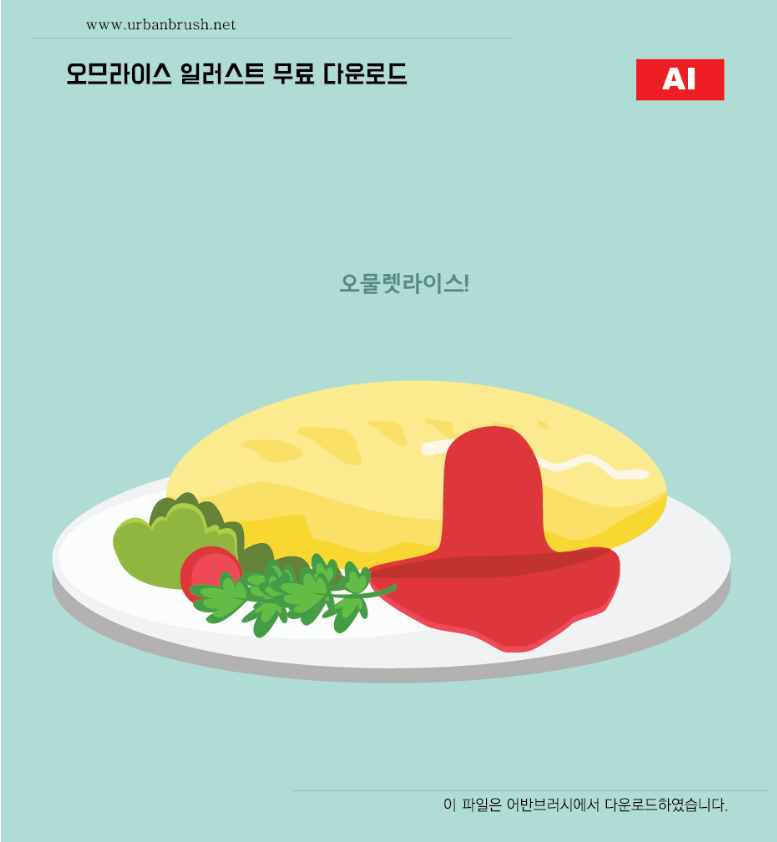 www.urbanbrush.net
오므라이스 일러스트 무료 다운로드
AI
오물렛라이스!
이 파일은 어반브러시에서 다운로드하였습니다.